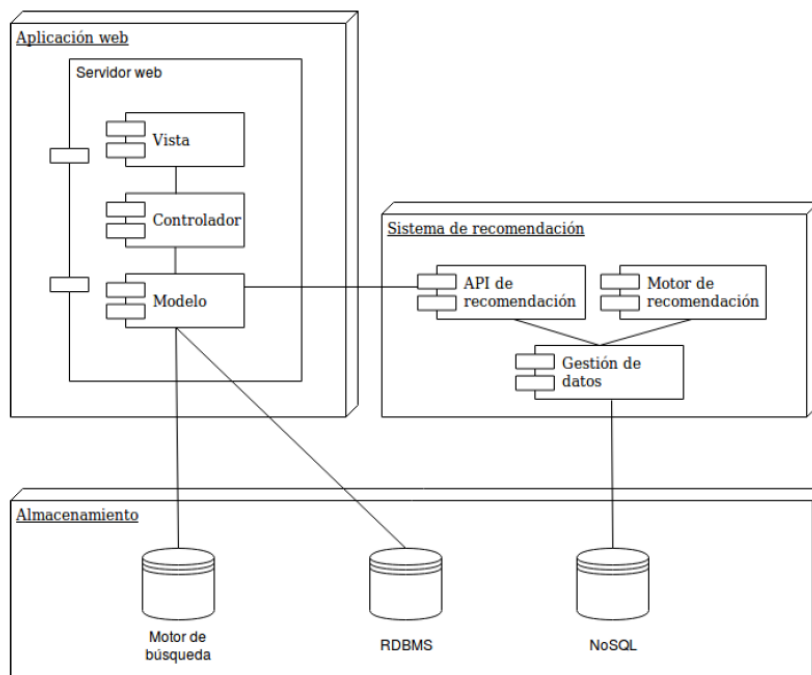 Aplicación web
Servidor web
Vista
Controlador
Modelo
Sistema de recomendación
API de
recomendación
Motor de
recomendación
Gestión de
datos
Almacenamiento
Motor de
búsqueda
RDBMS
NoSQL